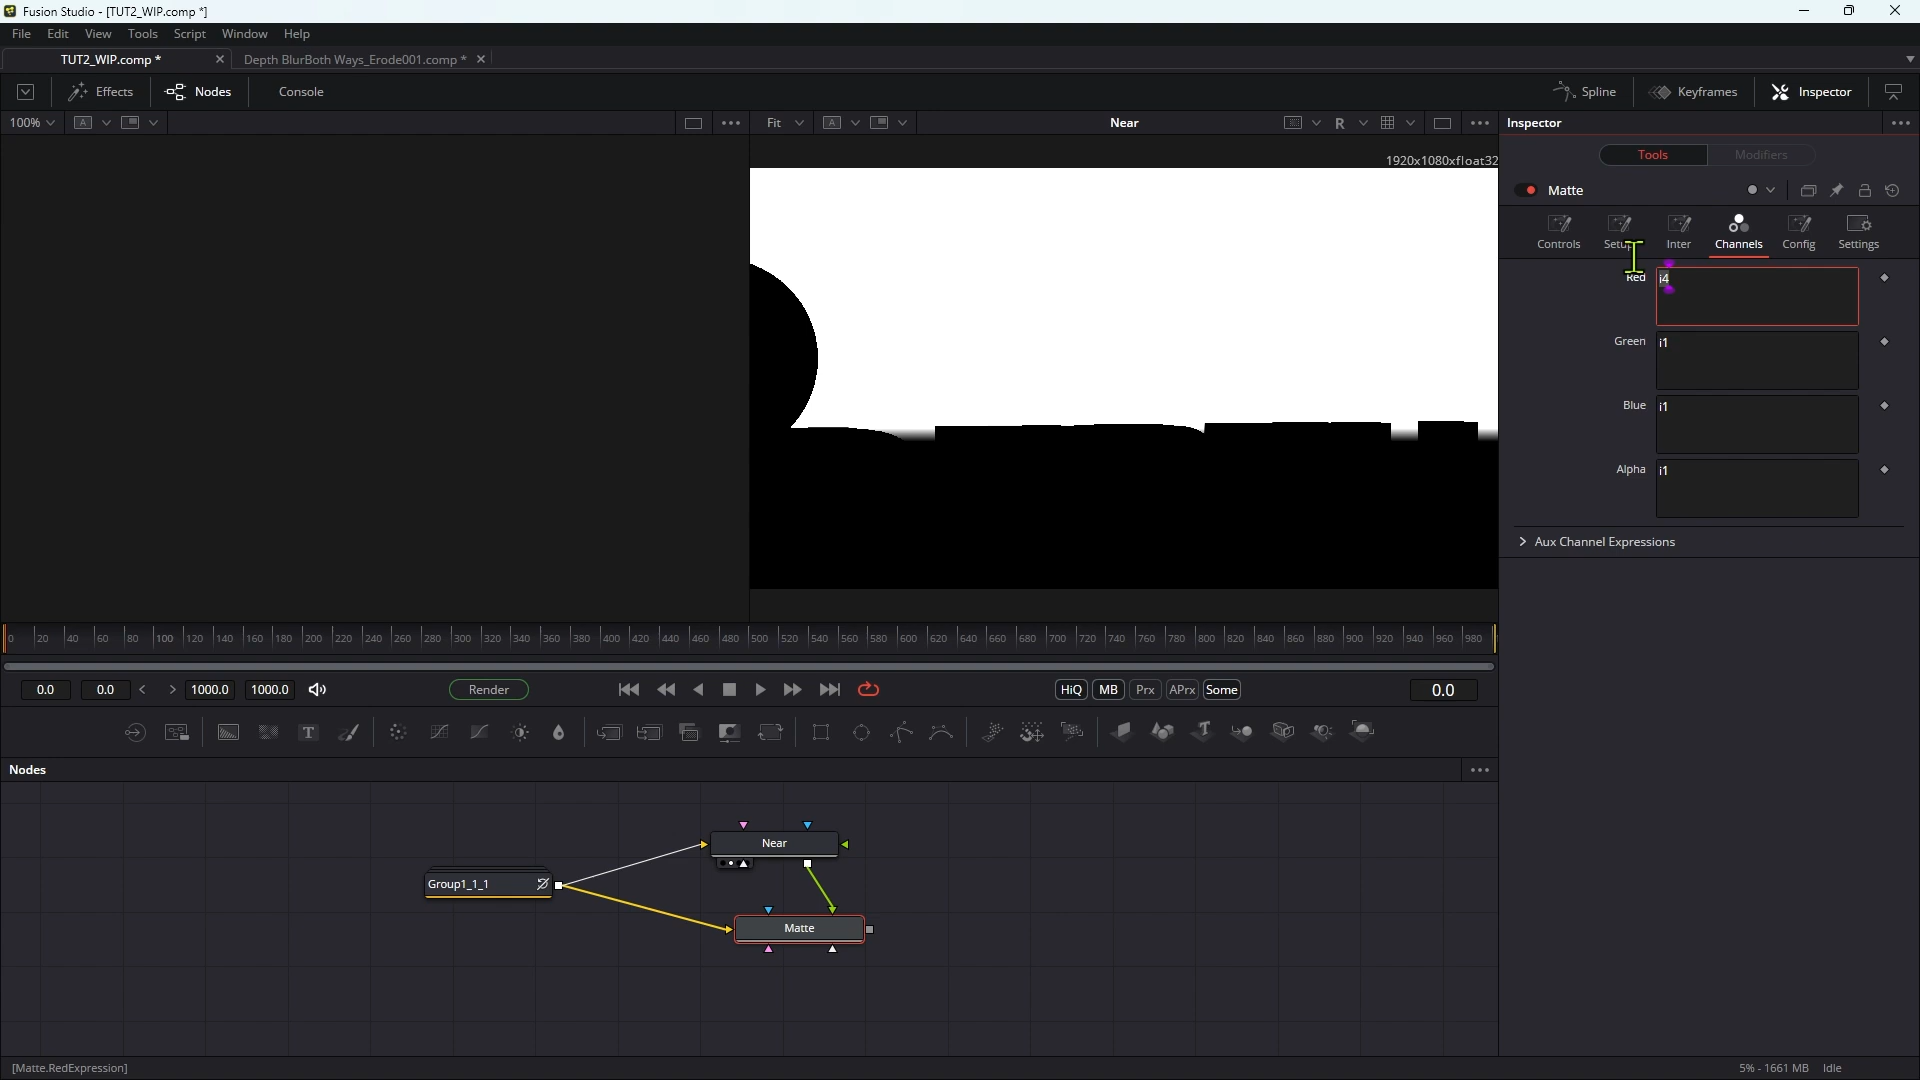 Fusion Studio - [TUT2_WIP.comp *]
File Edit View Tools Script Window Help
TUT2_WIP.comp * Depth BlurBoth Ways_Erode001.comp *
Effects Nodes Console Spline Keyframes Inspector
100% A Fit A Near R Inspector
1920x1080xfloat32
Tools Modifiers
Matte
Controls Setup Inter Channels Config Settings
Red i4
Green i1
Blue i1
Alpha i1
Aux Channel Expressions
0 20 40 60 80 100 120 140 160 180 200 220 240 260 280 300 320 340 360 380 400 420 440 460 480 500 520 540 560 580 600 620 640 660 680 700 720 740 760 780 800 820 840 860 880 900 920 940 960 980
0.0 0.0 1000.0 1000.0 Render HiQ MB Prx APrx Some 0.0
T T
Nodes
Near
Group1_1_1
Matte
[Matte.RedExpression] 5% - 1661 MB Idle